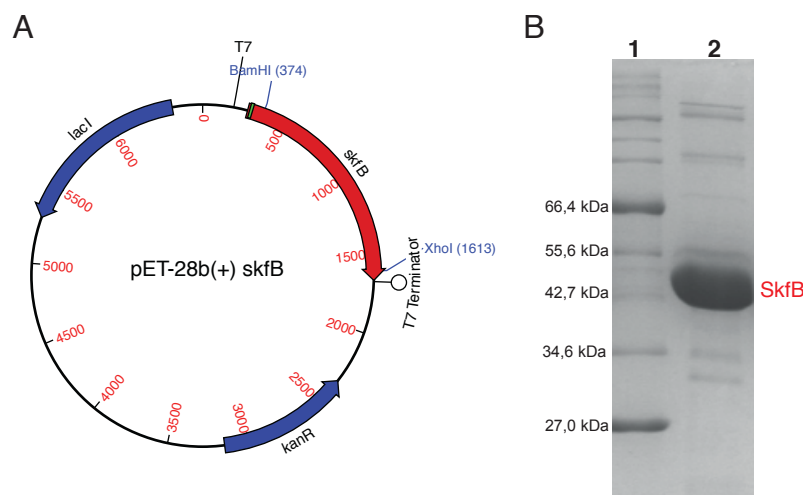 A
T7
BamHI (374)
lacI
0
500
skfB
1000
1500
XhoI (1613)
T7 Terminator
2000
2500
kanR
3000
3500
4000
4500
5000
5500
6000
pET-28b(+) skfB
B
1 2
66,4 kDa
55,6 kDa
42,7 kDa
SkfB
34,6 kDa
27,0 kDa